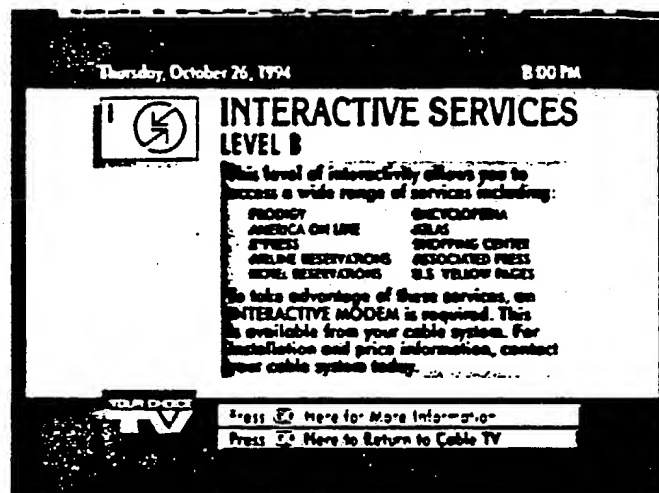 Thursday, October 26, 1994 8:00 PM
INTERACTIVE SERVICES
LEVEL B
This level of interactivity allows you to
access a wide range of services including:
PRODIGY ENCYCLOPEDIA
AMERICA ON LINE ATLAS
X*PRESS SHOPPING CENTER
AIRLINE RESERVATIONS ASSOCIATED PRESS
HOTEL RESERVATIONS U.S. YELLOW PAGES
To take advantage of these services, an
INTERACTIVE MODEM is required. This
is available from your cable system. For
installation and price information, contact
your cable system today.
YOUR CHOICE
TV
Press Here for More Information
Press Here to Return to Cable TV